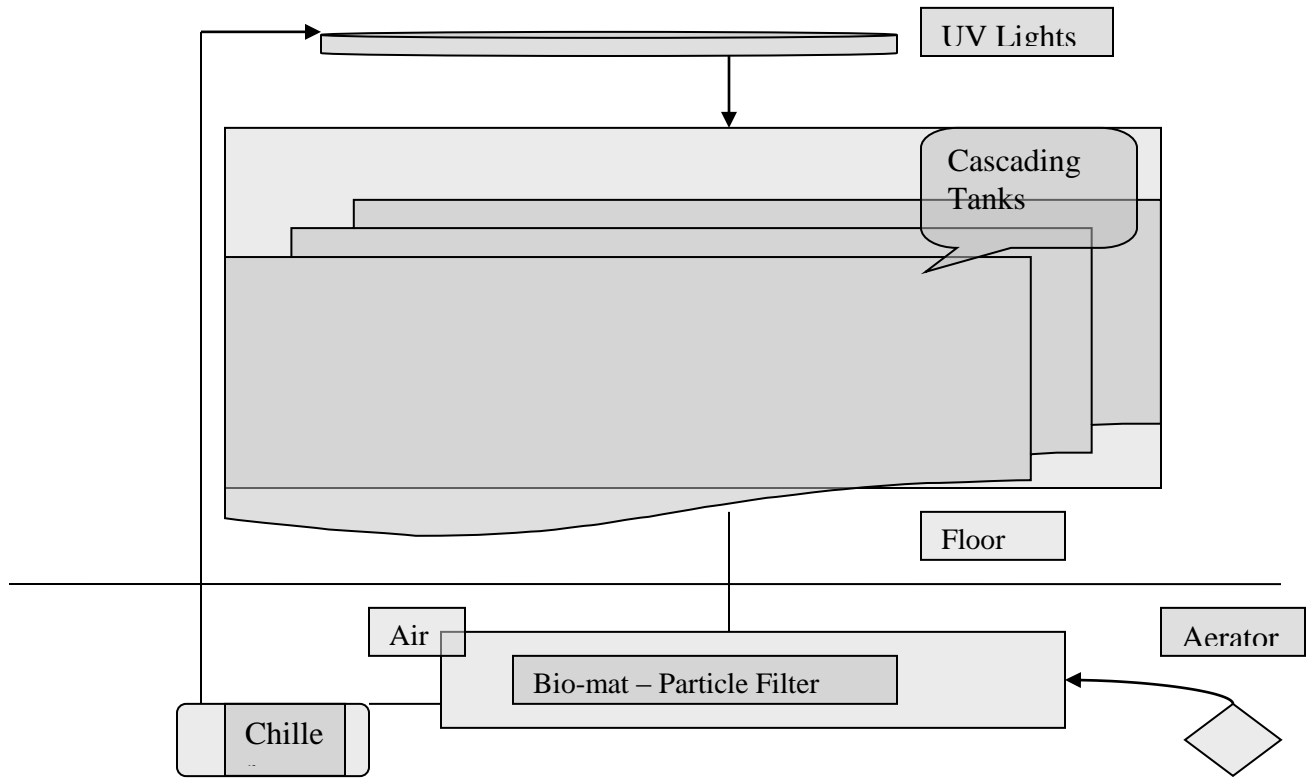 UV Lights
Cascading
Tanks
Floor
Air
Aerator
Bio-mat – Particle Filter
Chille